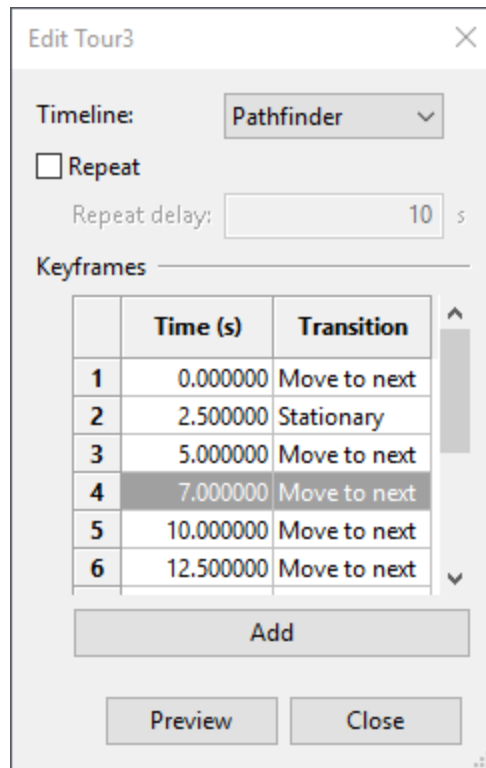 Edit Tour3
Timeline: Pathfinder
Repeat
Repeat delay: 10 s
Keyframes
Time (s) Transition
1 0.000000 Move to next
2 2.500000 Stationary
3 5.000000 Move to next
4 7.000000 Move to next
5 10.000000 Move to next
6 12.500000 Move to next
Add
Preview Close